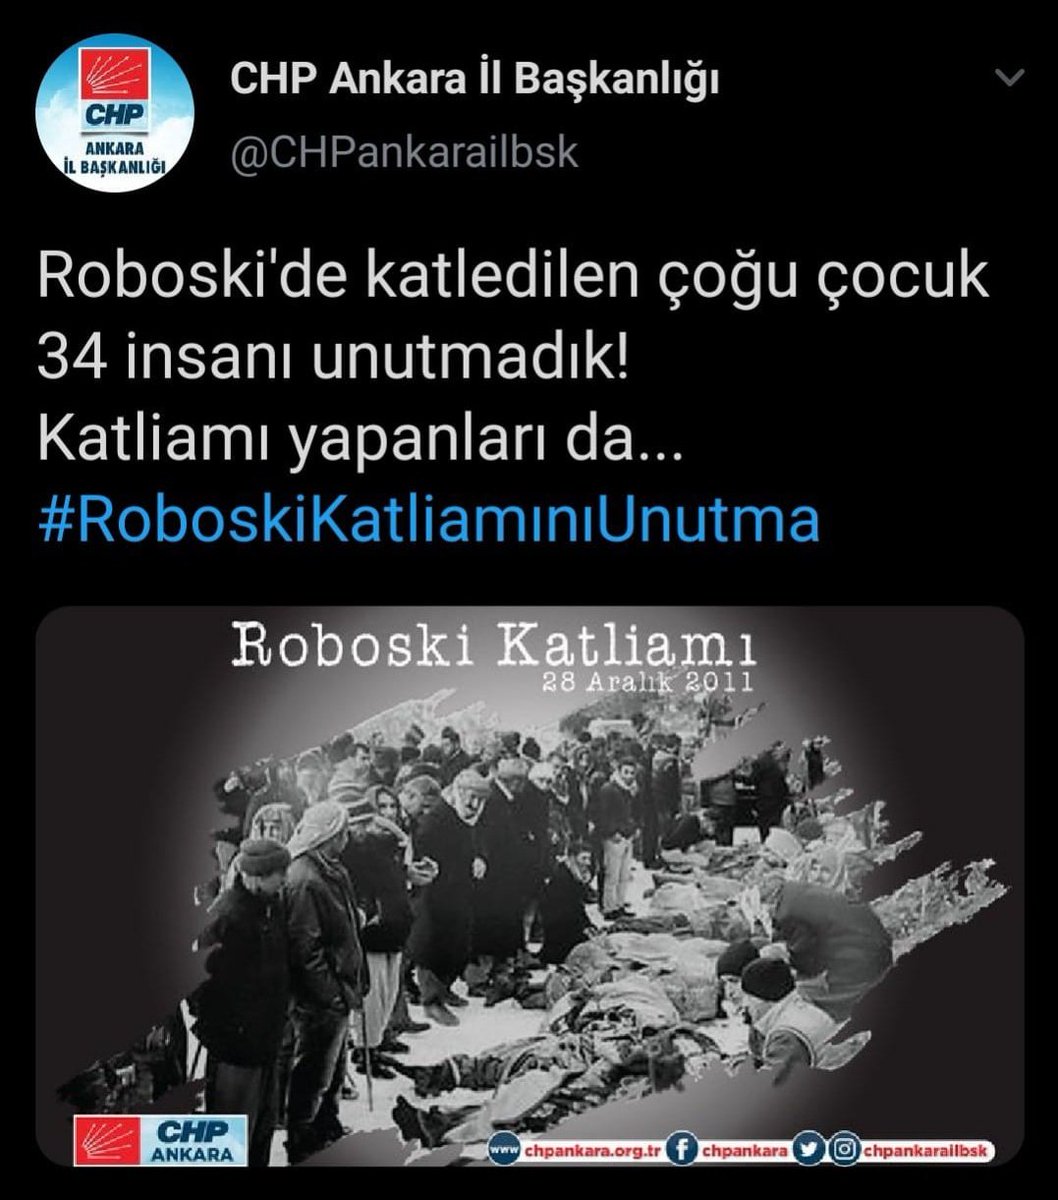 CHP
ANKARA
İL BAŞKANLIĞI
CHP Ankara İl Başkanlığı
@CHPankarailbsk
Roboski'de katledilen çoğu çocuk
34 insanı unutmadık!
Katliamı yapanları da...
#RoboskiKatliamınıUnutma
Roboski Katliamı
28 Aralık 2011
CHP
ANKARA
www chpankara.org.tr f chpankara chpankarailbsk